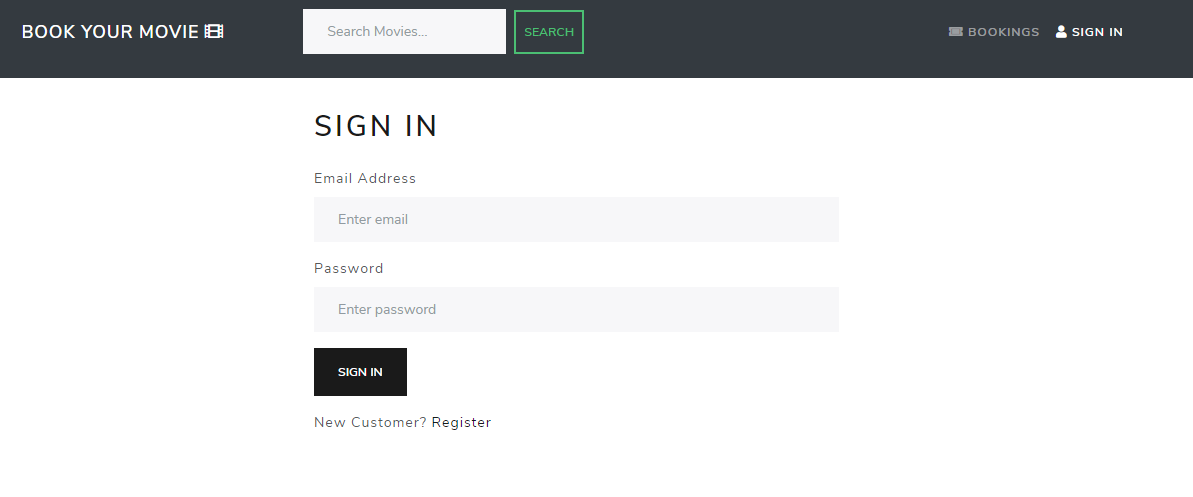 BOOK YOUR MOVIE
Search Movies...
SEARCH
BOOKINGS
SIGN IN
SIGN IN
Email Address
Enter email
Password
Enter password
SIGN IN
New Customer? Register